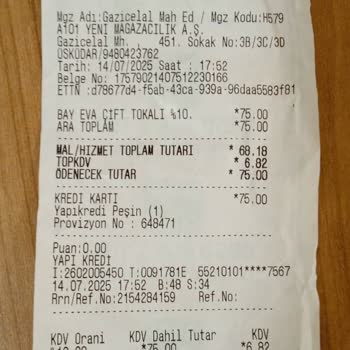 Mgz Adi:Gazicelal Mah Ed / Mgz Kodu:H579
A101 YENİ MAĞAZACILIK A.Ş.
Gazicelal Mh. , 451. Sokak No:3B/3C/3D
ÜSKÜDAR/9480423762
Tarih: 14/07/2025 Saat : 17:52
Belge No: 17579021407512230166
ETTN :d78677d4-f5ab-43ca-939a-96daa5583f81
BAY EVA ÇİFT TOKALI %10. *75.00
ARA TOPLAM *75.00
MAL/HİZMET TOPLAM TUTARI * 68.18
TOPKDV * 6.82
ÖDENECEK TUTAR * 75.00
KREDİ KARTI *75.00
Yapikredi Peşin (1)
Provizyon No : 648471
Puan:0.00
YAPI KREDİ
I:2602005450 T:0091781E 55210101****7567
14.07.2025 17:52 B:48 S:34
Rrn/Ref.No:2154284159 Ref.No:
KDV Orani KDV Dahil Tutar KDV
*75.00 *6.82